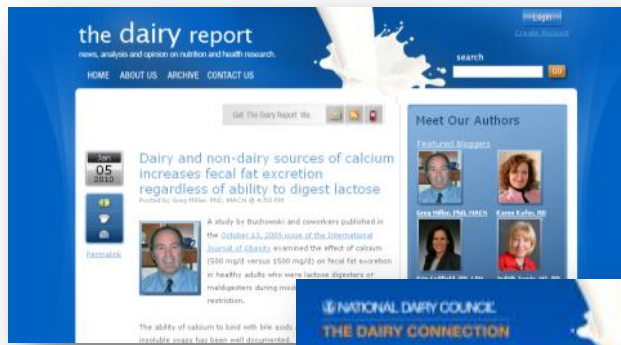 the dairy report
news, analysis and opinion on nutrition and health research.
Login
Create Account
search
GO
HOME ABOUT US ARCHIVE CONTACT US
Get The Dairy Report Via
Jan
05
2010
Permalink
Dairy and non-dairy sources of calcium
increases fecal fat excretion
regardless of ability to digest lactose
Posted by Greg Miller, PhD, MACN @ 4:50 PM
A study by Buchowski and coworkers published in
the October 13, 2009 issue of the International
Journal of Obesity examined the effect of calcium
(500 mg/d versus 1500 mg/d) on fecal fat excretion
in healthy adults who were lactose digesters or
maldigesters during
restriction.
The ability of calcium to bind with bile acids
insoluble soaps has been well documented.
Meet Our Authors
Featured Bloggers
Greg Miller, PhD, MACN
Karen Kafer, RD
NATIONAL DAIRY COUNCIL
THE DAIRY CONNECTION